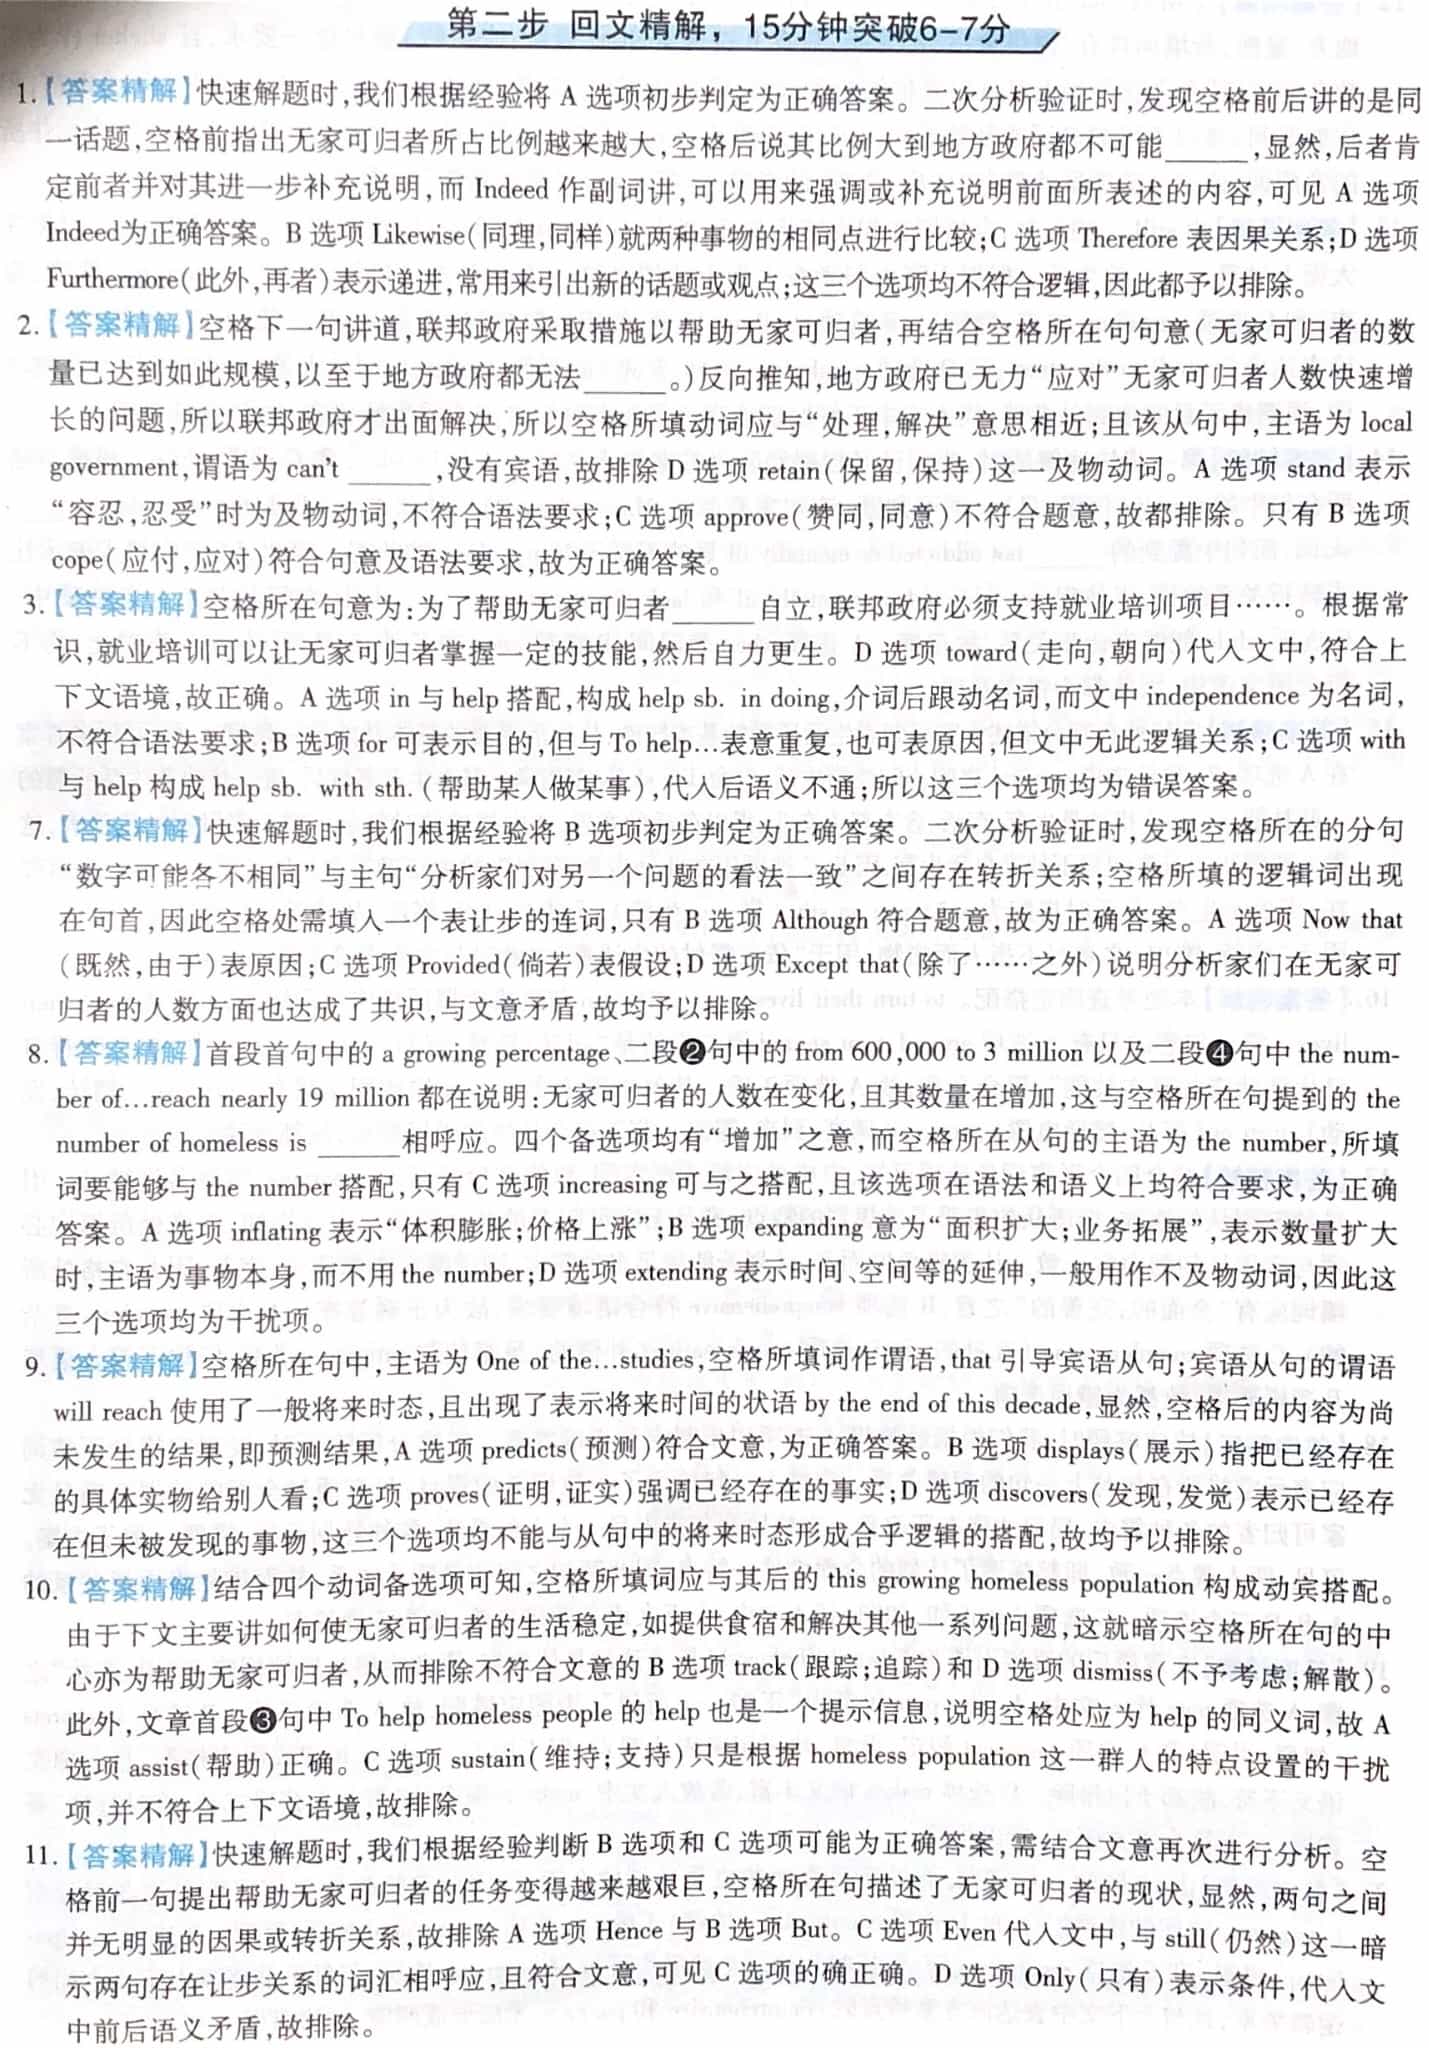 第二步 回文精解，15分钟突破6-7分
1.【答案精解】快速解题时,我们根据经验将 A 选项初步判定为正确答案。二次分析验证时,发现空格前后讲的是同
一话题,空格前指出无家可归者所占比例越来越大,空格后说其比例大到地方政府都不可能______,显然,后者肯
定前者并对其进一步补充说明,而 Indeed 作副词讲,可以用来强调或补充说明前面所表述的内容,可见 A 选项
Indeed为正确答案。B 选项 Likewise(同理,同样)就两种事物的相同点进行比较;C 选项 Therefore 表因果关系;D 选项
Furthermore(此外,再者)表示递进,常用来引出新的话题或观点;这三个选项均不符合逻辑,因此都予以排除。
2.【答案精解】空格下一句讲道,联邦政府采取措施以帮助无家可归者,再结合空格所在句句意(无家可归者的数
量已达到如此规模,以至于地方政府都无法______。)反向推知,地方政府已无力“应对”无家可归者人数快速增
长的问题,所以联邦政府才出面解决,所以空格所填动词应与“处理,解决”意思相近;且该从句中,主语为 local
government,谓语为 can't ______,没有宾语,故排除 D 选项 retain(保留,保持)这一及物动词。A 选项 stand 表示
“容忍,忍受”时为及物动词,不符合语法要求;C 选项 approve(赞同,同意)不符合题意,故都排除。只有 B 选项
cope(应付,应对)符合句意及语法要求,故为正确答案。
3.【答案精解】空格所在句意为:为了帮助无家可归者______自立,联邦政府必须支持就业培训项目……。根据常
识,就业培训可以让无家可归者掌握一定的技能,然后自力更生。D 选项 toward(走向,朝向)代入文中,符合上
下文语境,故正确。A 选项 in 与 help 搭配,构成 help sb. in doing,介词后跟动名词,而文中 independence 为名词,
不符合语法要求;B 选项 for 可表示目的,但与 To help…表意重复,也可表原因,但文中无此逻辑关系;C 选项 with
与 help 构成 help sb. with sth. (帮助某人做某事),代入后语义不通;所以这三个选项均为错误答案。
7.【答案精解】快速解题时,我们根据经验将 B 选项初步判定为正确答案。二次分析验证时,发现空格所在的分句
“数字可能各不相同”与主句“分析家们对另一个问题的看法一致”之间存在转折关系;空格所填的逻辑词出现
在句首,因此空格处需填入一个表让步的连词,只有 B 选项 Although 符合题意,故为正确答案。A 选项 Now that
(既然,由于)表原因;C 选项 Provided(倘若)表假设;D 选项 Except that(除了……之外)说明分析家们在无家可
归者的人数方面也达成了共识,与文意矛盾,故均予以排除。
8.【答案精解】首段首句中的 a growing percentage、二段❷句中的 from 600,000 to 3 million 以及二段❹句中 the num-
ber of…reach nearly 19 million 都在说明:无家可归者的人数在变化,且其数量在增加,这与空格所在句提到的 the
number of homeless is ______相呼应。四个备选项均有“增加”之意,而空格所在从句的主语为 the number,所填
词要能够与 the number 搭配,只有 C 选项 increasing 可与之搭配,且该选项在语法和语义上均符合要求,为正确
答案。A 选项 inflating 表示“体积膨胀;价格上涨”;B 选项 expanding 意为“面积扩大;业务拓展”,表示数量扩大
时,主语为事物本身,而不用 the number;D 选项 extending 表示时间、空间等的延伸,一般用作不及物动词,因此这
三个选项均为干扰项。
9.【答案精解】空格所在句中,主语为 One of the…studies,空格所填词作谓语,that 引导宾语从句;宾语从句的谓语
will reach 使用了一般将来时态,且出现了表示将来时间的状语 by the end of this decade,显然,空格后的内容为尚
未发生的结果,即预测结果,A 选项 predicts(预测)符合文意,为正确答案。B 选项 displays(展示)指把已经存在
的具体实物给别人看;C 选项 proves(证明,证实)强调已经存在的事实;D 选项 discovers(发现,发觉)表示已经存
在但未被发现的事物,这三个选项均不能与从句中的将来时态形成合乎逻辑的搭配,故均予以排除。
10.【答案精解】结合四个动词备选项可知,空格所填词应与其后的 this growing homeless population 构成动宾搭配。
由于下文主要讲如何使无家可归者的生活稳定,如提供食宿和解决其他一系列问题,这就暗示空格所在句的中
心亦为帮助无家可归者,从而排除不符合文意的 B 选项 track(跟踪;追踪)和 D 选项 dismiss(不予考虑;解散)。
此外,文章首段❸句中 To help homeless people 的 help 也是一个提示信息,说明空格处应为 help 的同义词,故 A
选项 assist(帮助)正确。C 选项 sustain(维持;支持)只是根据 homeless population 这一群人的特点设置的干扰
项,并不符合上下文语境,故排除。
11.【答案精解】快速解题时,我们根据经验判断 B 选项和 C 选项可能为正确答案,需结合文意再次进行分析。空
格前一句提出帮助无家可归者的任务变得越来越艰巨,空格所在句描述了无家可归者的现状,显然,两句之间
并无明显的因果或转折关系,故排除 A 选项 Hence 与 B 选项 But。C 选项 Even 代入文中,与 still(仍然)这一暗
示两句存在让步关系的词汇相呼应,且符合文意,可见 C 选项的确正确。D 选项 Only(只有)表示条件,代入文
中前后语义矛盾,故排除。